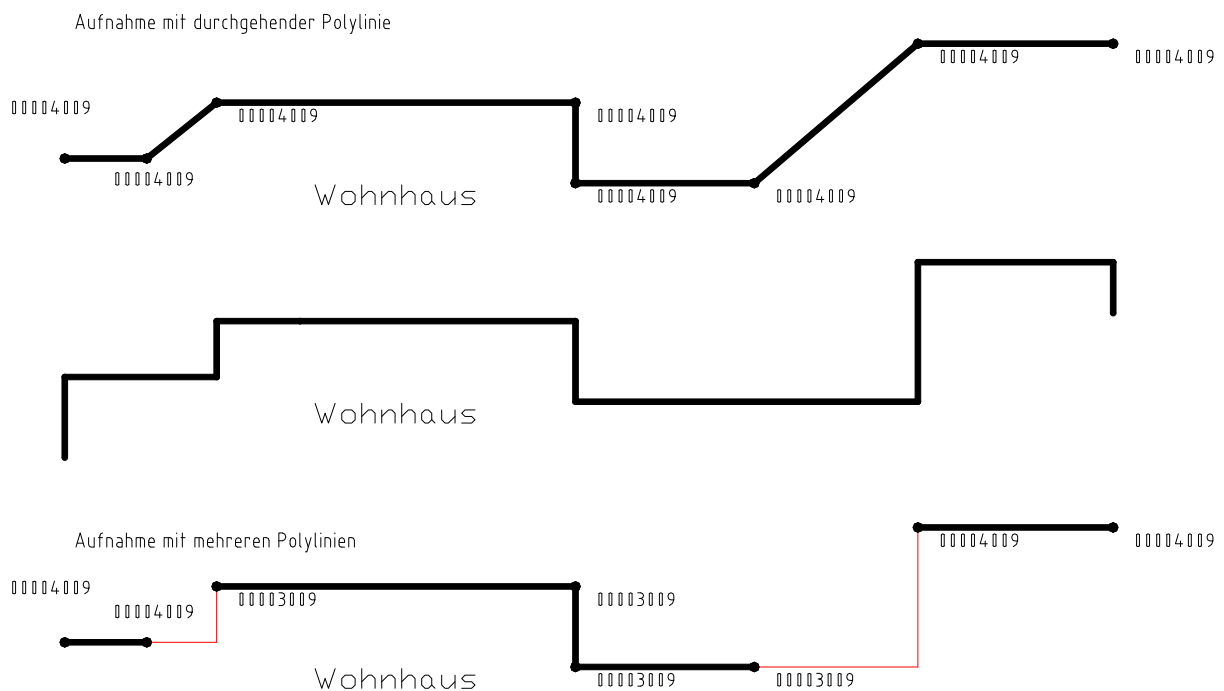 Aufnahme mit durchgehender Polylinie
00004009 00004009
00004009
00004009 00004009
00004009
Wohnhaus 00004009 00004009
Wohnhaus
Aufnahme mit mehreren Polylinien
00004009 00004009
00004009
00004009 00003009 00003009
Wohnhaus 00003009 00003009